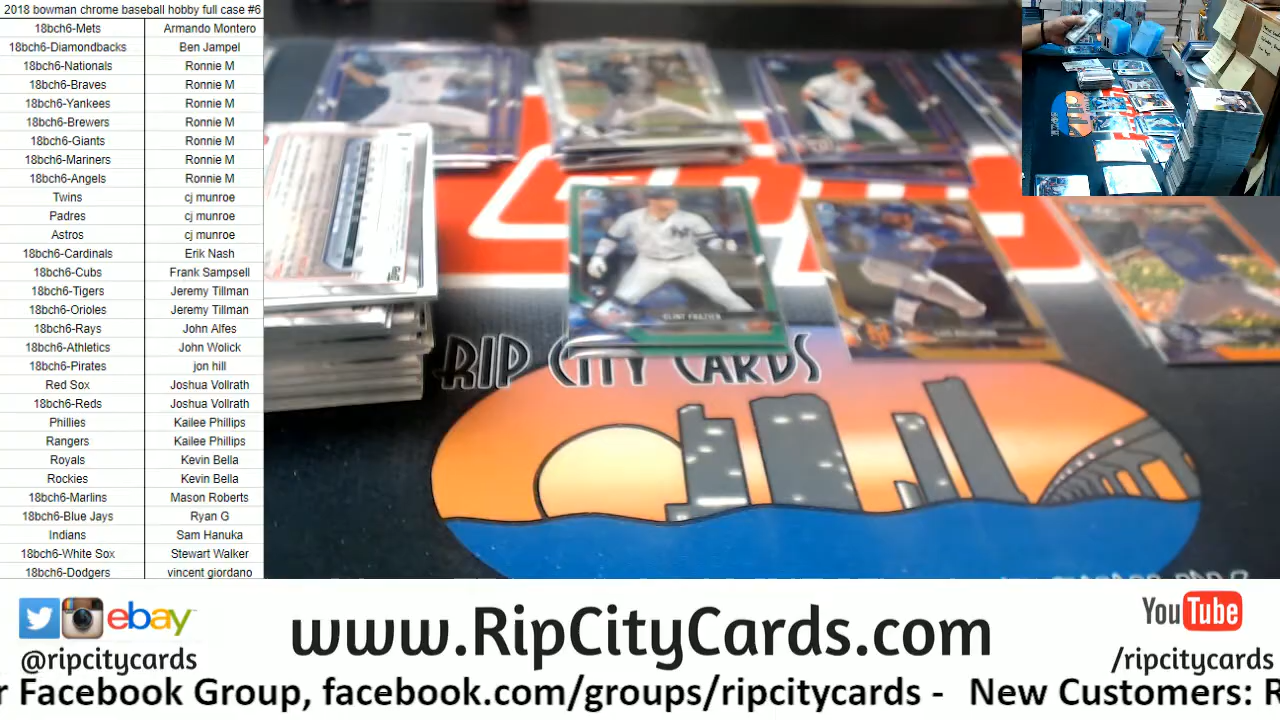 2018 bowman chrome baseball hobby full case #6
18bch6-Mets Armando Montero
18bch6-Diamondbacks Ben Jampel
18bch6-Nationals Ronnie M
18bch6-Braves Ronnie M
18bch6-Yankees Ronnie M
18bch6-Brewers Ronnie M
18bch6-Giants Ronnie M
18bch6-Mariners Ronnie M
18bch6-Angels Ronnie M
Twins cj munroe
Padres cj munroe
Astros cj munroe
18bch6-Cardinals Erik Nash
18bch6-Cubs Frank Sampsell
18bch6-Tigers Jeremy Tillman
18bch6-Orioles Jeremy Tillman
18bch6-Rays John Alfes
18bch6-Athletics John Wolick
18bch6-Pirates jon hill
Red Sox Joshua Vollrath
18bch6-Reds Joshua Vollrath
Phillies Kailee Phillips
Rangers Kailee Phillips
Royals Kevin Bella
Rockies Kevin Bella
18bch6-Marlins Mason Roberts
18bch6-Blue Jays Ryan G
Indians Sam Hanuka
18bch6-White Sox Stewart Walker
18bch6-Dodgers vincent giordano
CLINT FRAZIER
RIP CITY CARDS
ebay
@ripcitycards
www.RipCityCards.com
YouTube
/ripcitycards
r Facebook Group, facebook.com/groups/ripcitycards - New Customers: R